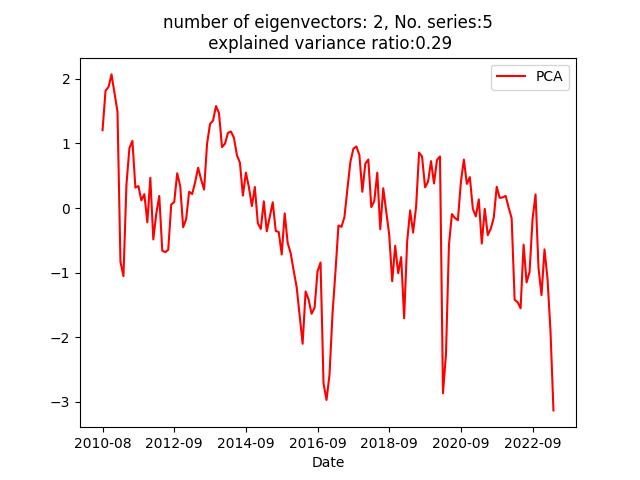 number of eigenvectors: 2, No. series:5
explained variance ratio:0.29
PCA
2
1
0
−1
−2
−3
2010-08 2012-09 2014-09 2016-09 2018-09 2020-09 2022-09
Date